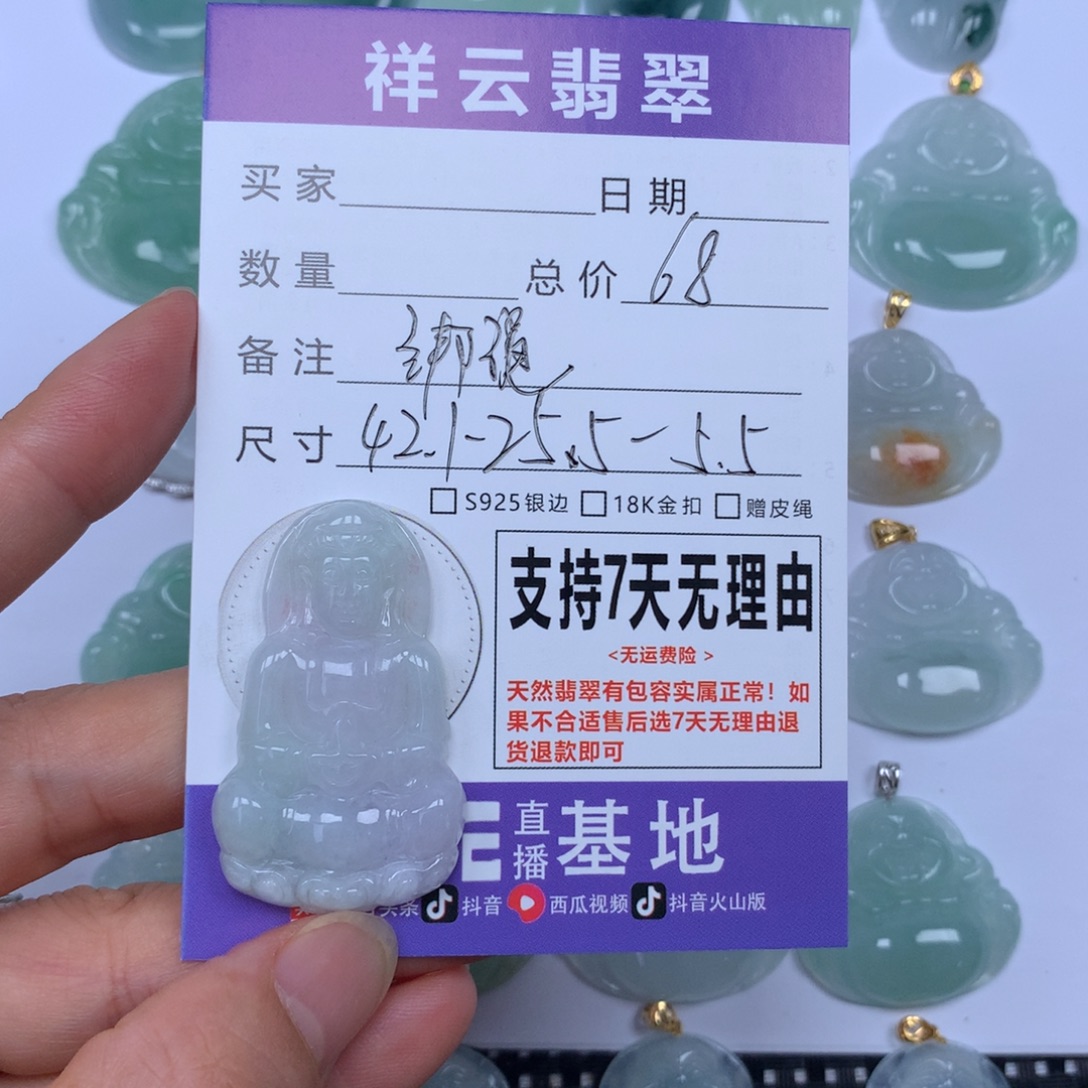 祥云翡翠
买家 日期
数量 总价 68
备注 绑绳
尺寸 42.1-25.5-5.5
S925银边 18K金扣 赠皮绳
支持7天无理由
<无运费险>
天然翡翠有包容实属正常！如
果不合适售后选7天无理由退
货退款即可
直播基地
头条 抖音 西瓜视频 抖音火山版